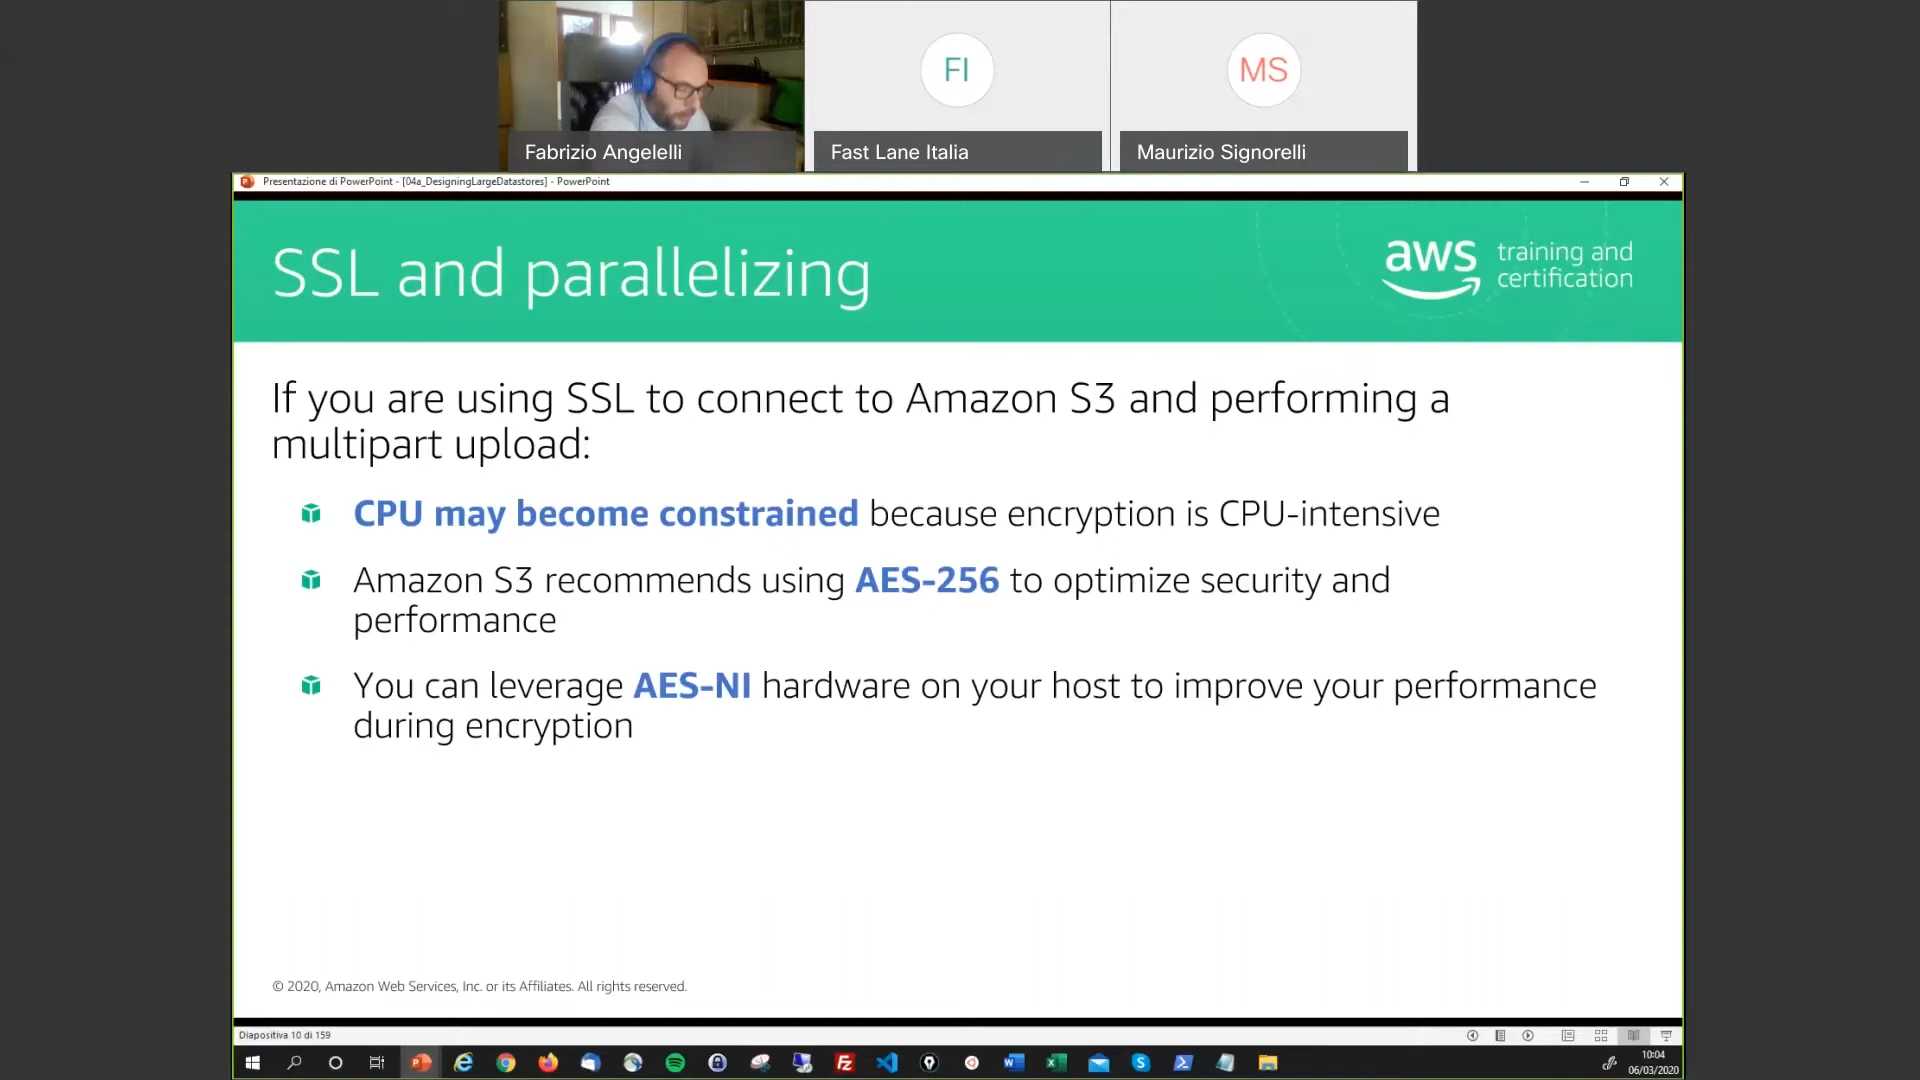 FI
MS
Fabrizio Angelelli
Fast Lane Italia
Maurizio Signorelli
Presentazione di PowerPoint - [04a_DesigningLargeDatastores] - PowerPoint
SSL and parallelizing
aws
training and
certification
If you are using SSL to connect to Amazon S3 and performing a
multipart upload:
CPU may become constrained because encryption is CPU-intensive
Amazon S3 recommends using AES-256 to optimize security and
performance
You can leverage AES-NI hardware on your host to improve your performance
during encryption
© 2020, Amazon Web Services, Inc. or its Affiliates. All rights reserved.
Diapositiva 10 di 159
10:04
06/03/2020